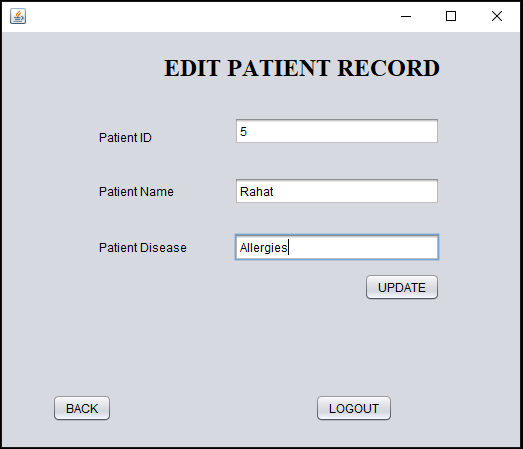 EDIT PATIENT RECORD
Patient ID 5
Patient Name Rahat
Patient Disease Allergies
UPDATE
BACK LOGOUT